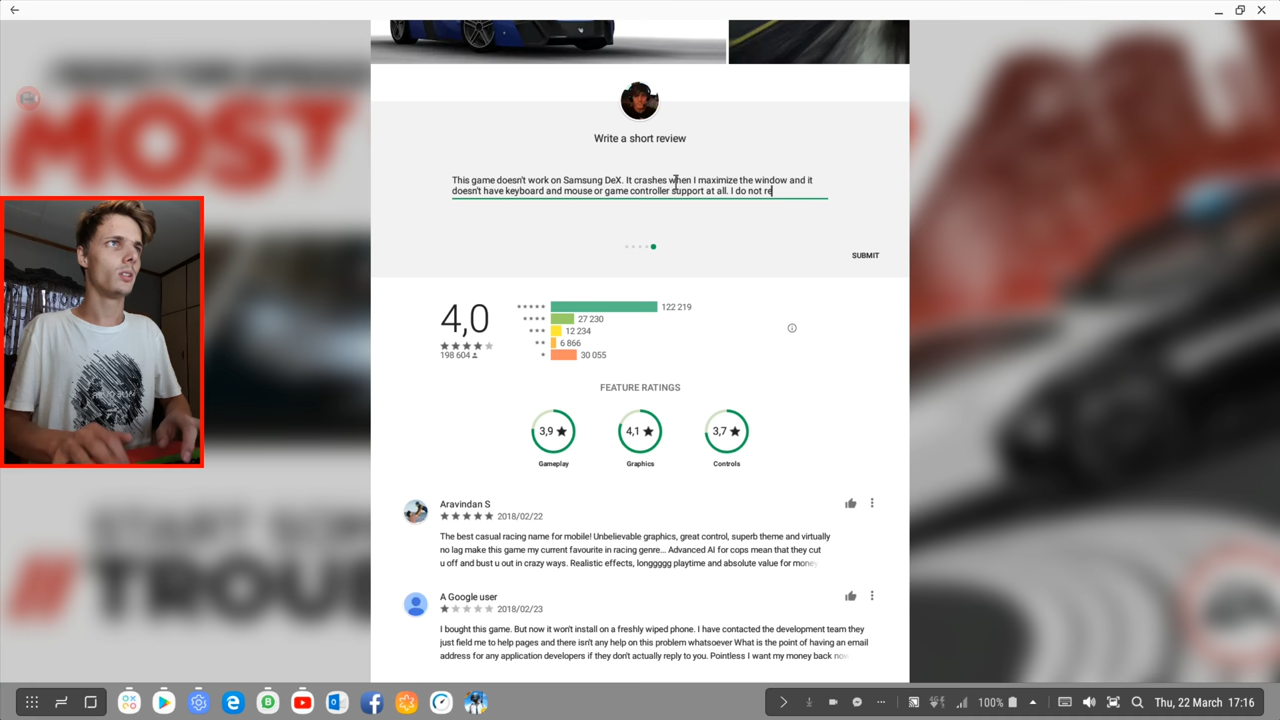 MOST
Write a short review
This game doesn't work on Samsung DeX. It crashes when I maximize the window and it
doesn't have keyboard and mouse or game controller support at all. I do not re
SUBMIT
4,0
122 219
27 230
12 234
6 866
30 055
198 604
FEATURE RATINGS
3,9
4,1
3,7
Gameplay
Graphics
Controls
Aravindan S
2018/02/22
The best casual racing name for mobile! Unbelievable graphics, great control, superb theme and virtually
no lag make this game my current favourite in racing genre... Advanced AI for cops mean that they cut
u off and bust u out in crazy ways. Realistic effects, longgggg playtime and absolute value for money
A Google user
2018/02/23
I bought this game. But now it won't install on a freshly wiped phone. I have contacted the development team they
just field me to help pages and there isn't any help on this problem whatsoever What is the point of having an email
address for any application developers if they don't actually reply to you. Pointless I want my money back now
#TROU
100%
Thu, 22 March
17:16